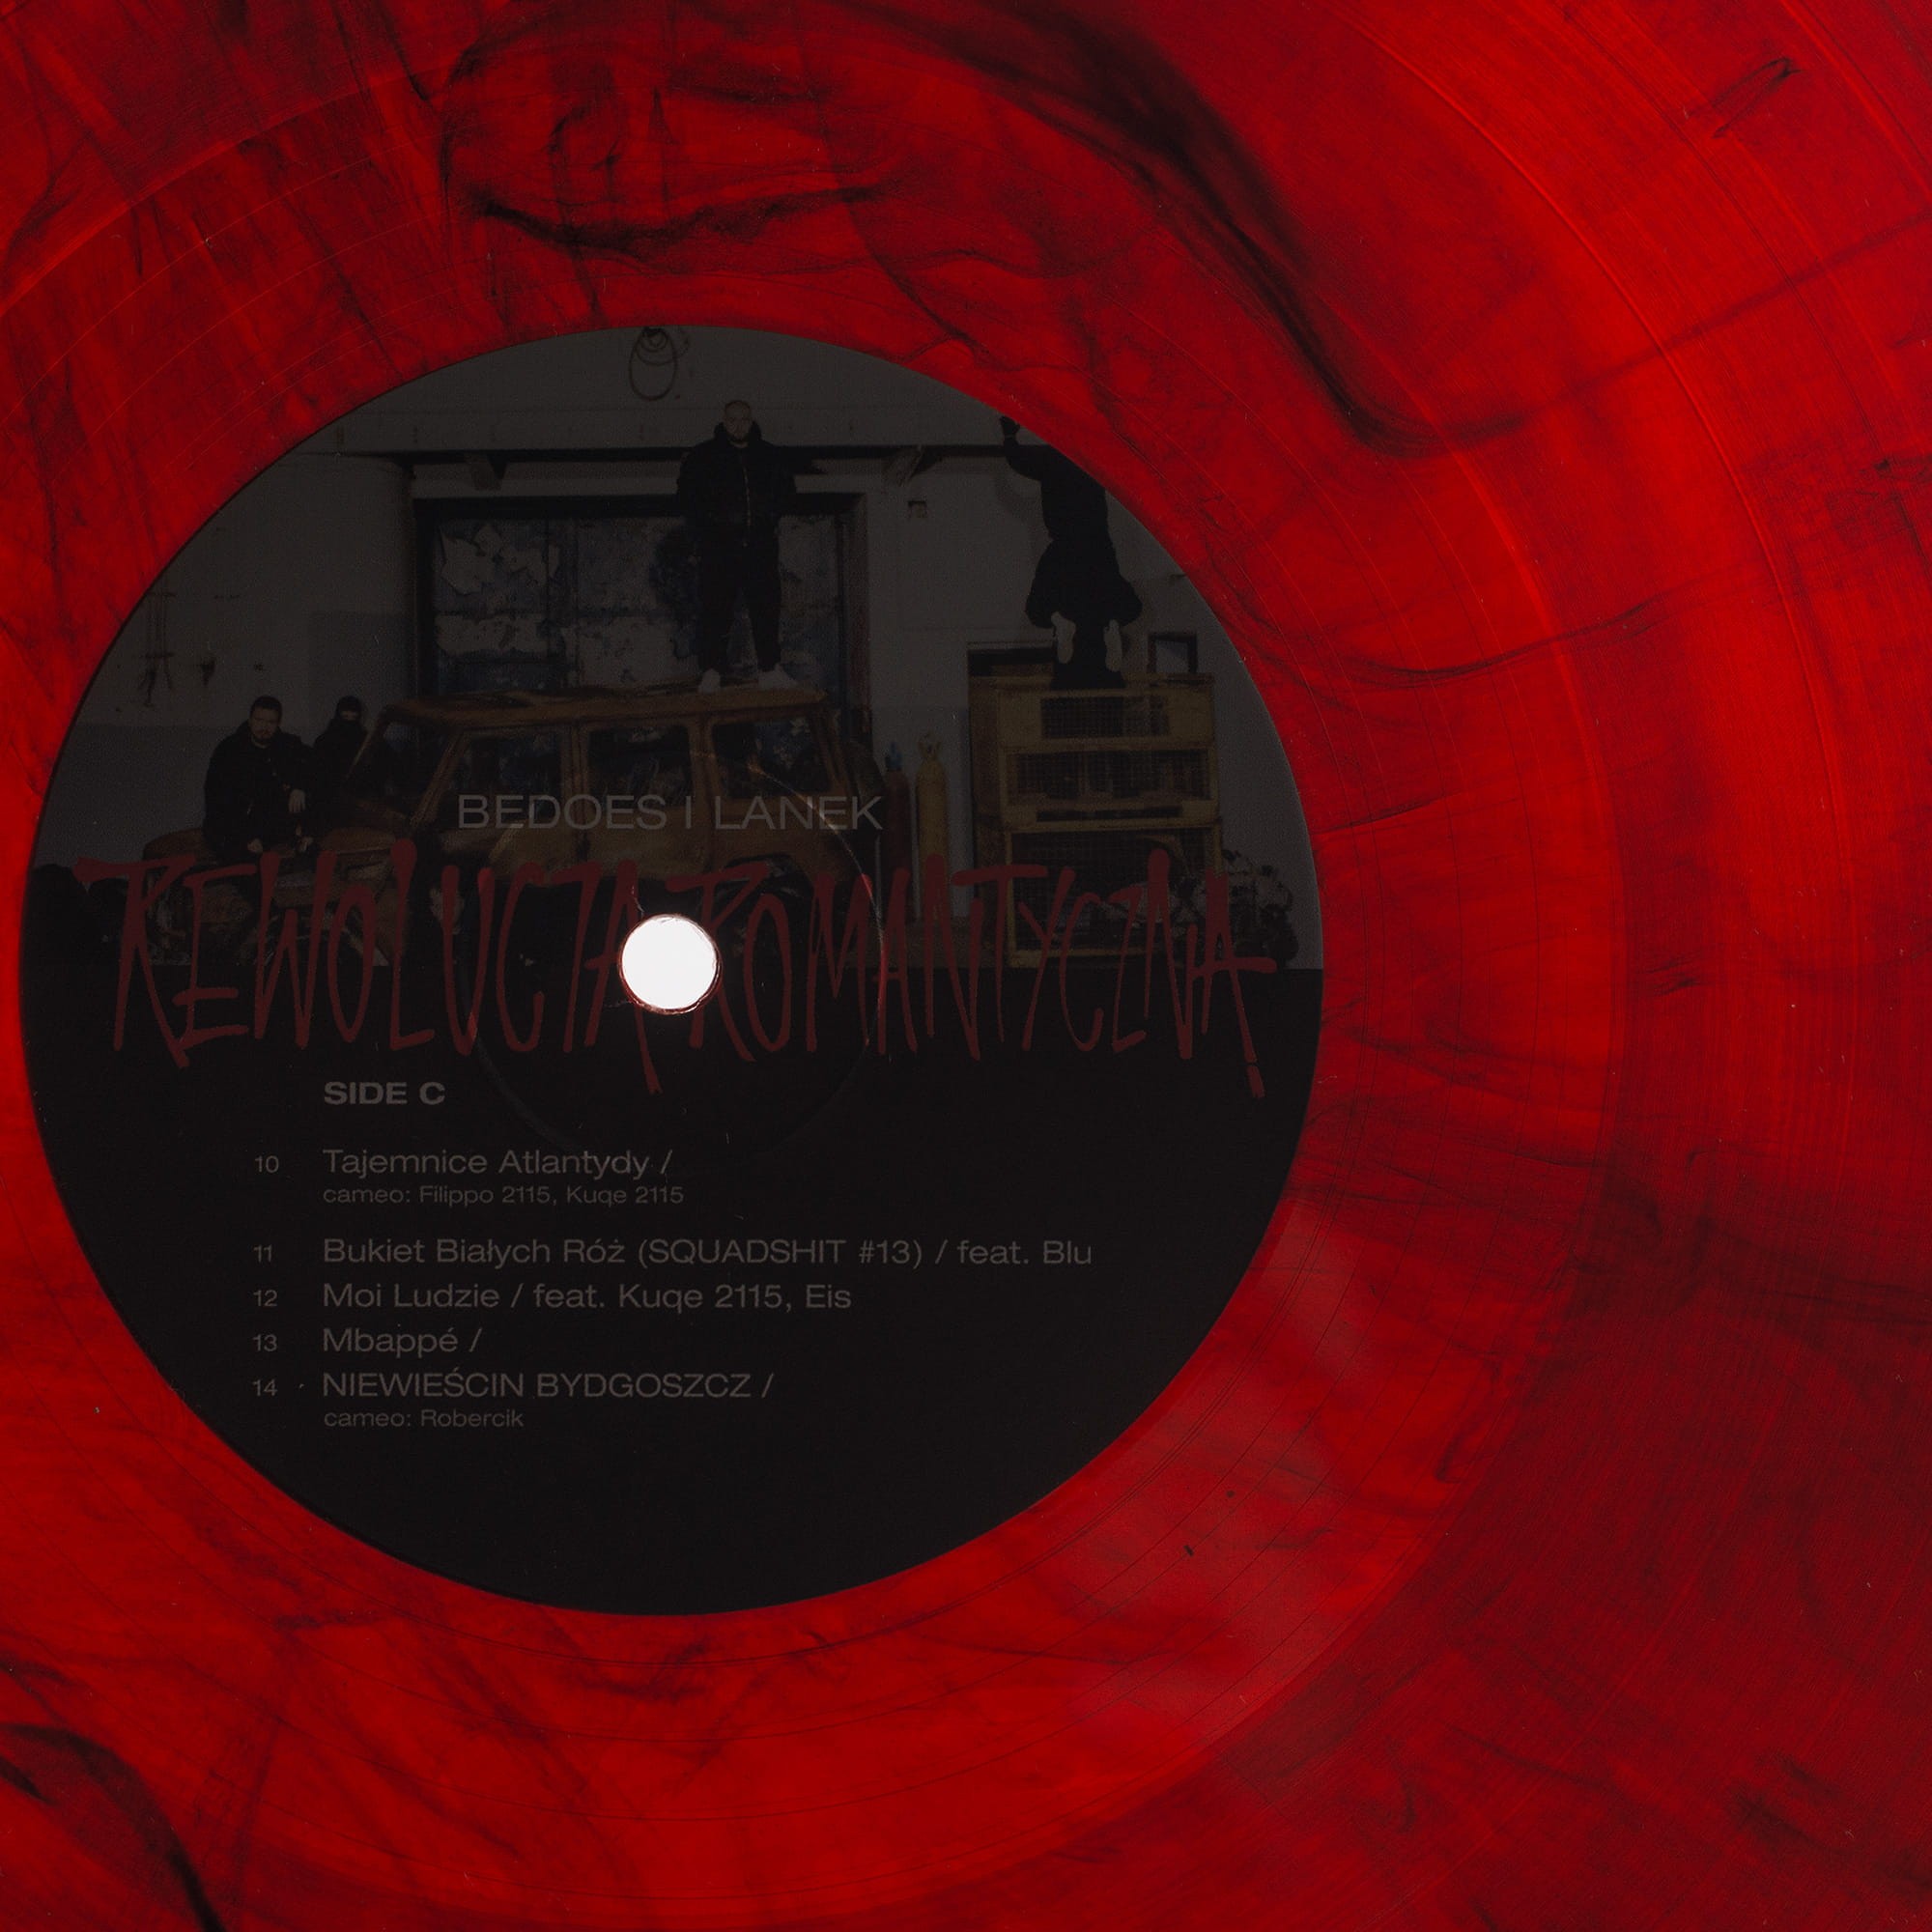 BEDOES I LANEK
REWOLUCJA ROMANTYCZNA!
SIDE C
10 Tajemnice Atlantydy /
cameo: Filippo 2115, Kuqe 2115
11 Bukiet Białych Róż (SQUADSHIT #13) / feat. Blu
12 Moi Ludzie / feat. Kuqe 2115, Eis
13 Mbappé /
14 NIEWIEŚCIN BYDGOSZCZ /
cameo: Robercik